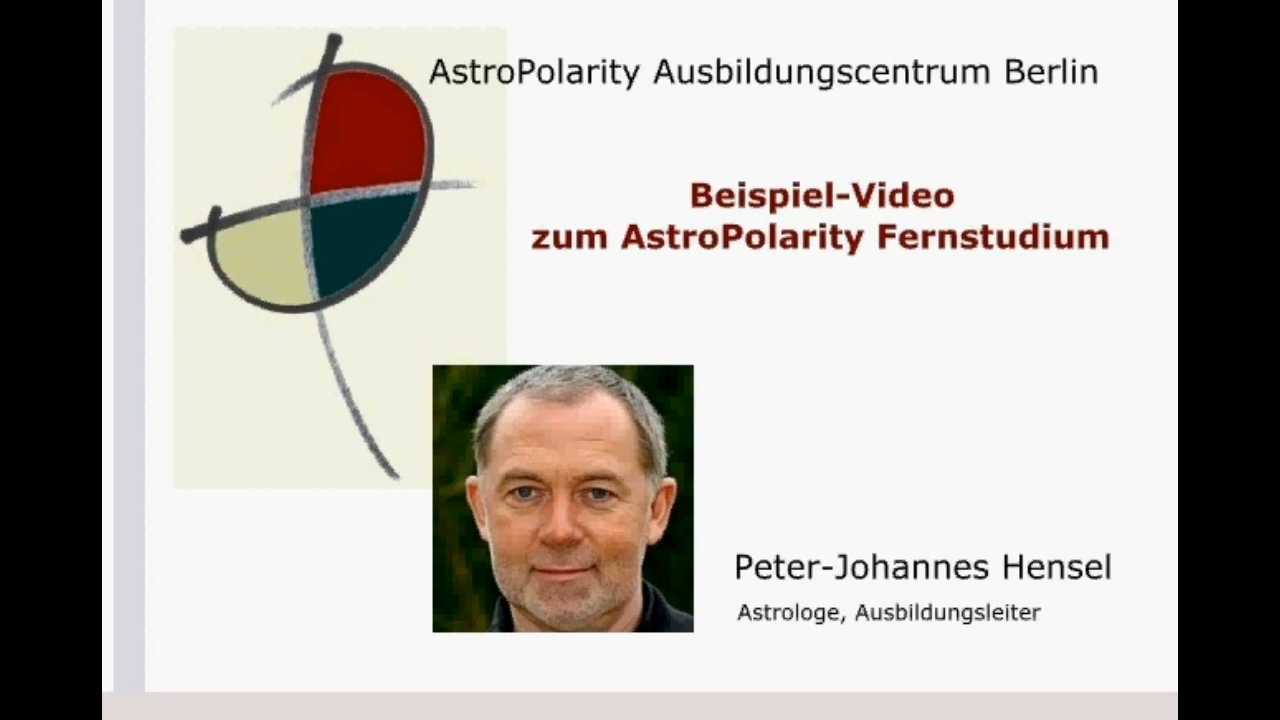 AstroPolarity Ausbildungscentrum Berlin
Beispiel-Video
zum AstroPolarity Fernstudium
Peter-Johannes Hensel
Astrologe, Ausbildungsleiter